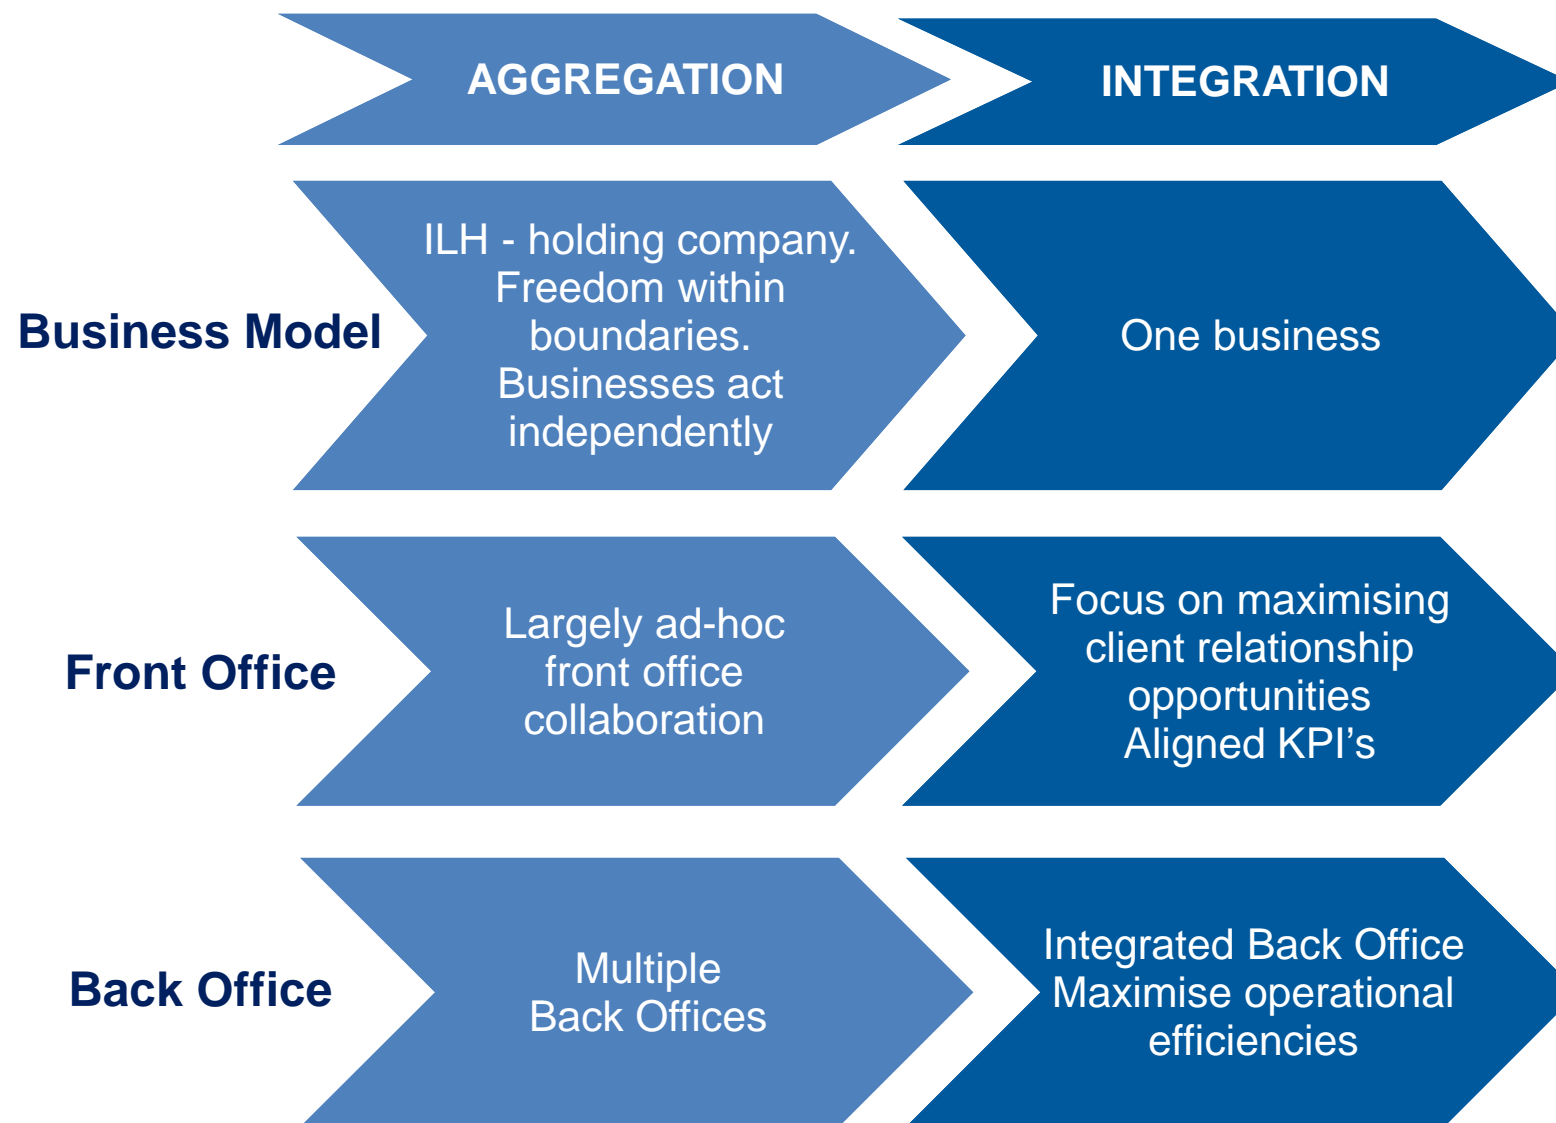 AGGREGATION
INTEGRATION
Business Model
ILH - holding company.
Freedom within
boundaries.
Businesses act
independently
One business
Front Office
Largely ad-hoc
front office
collaboration
Focus on maximising
client relationship
opportunities
Aligned KPI's
Back Office
Multiple
Back Offices
Integrated Back Office
Maximise operational
efficiencies